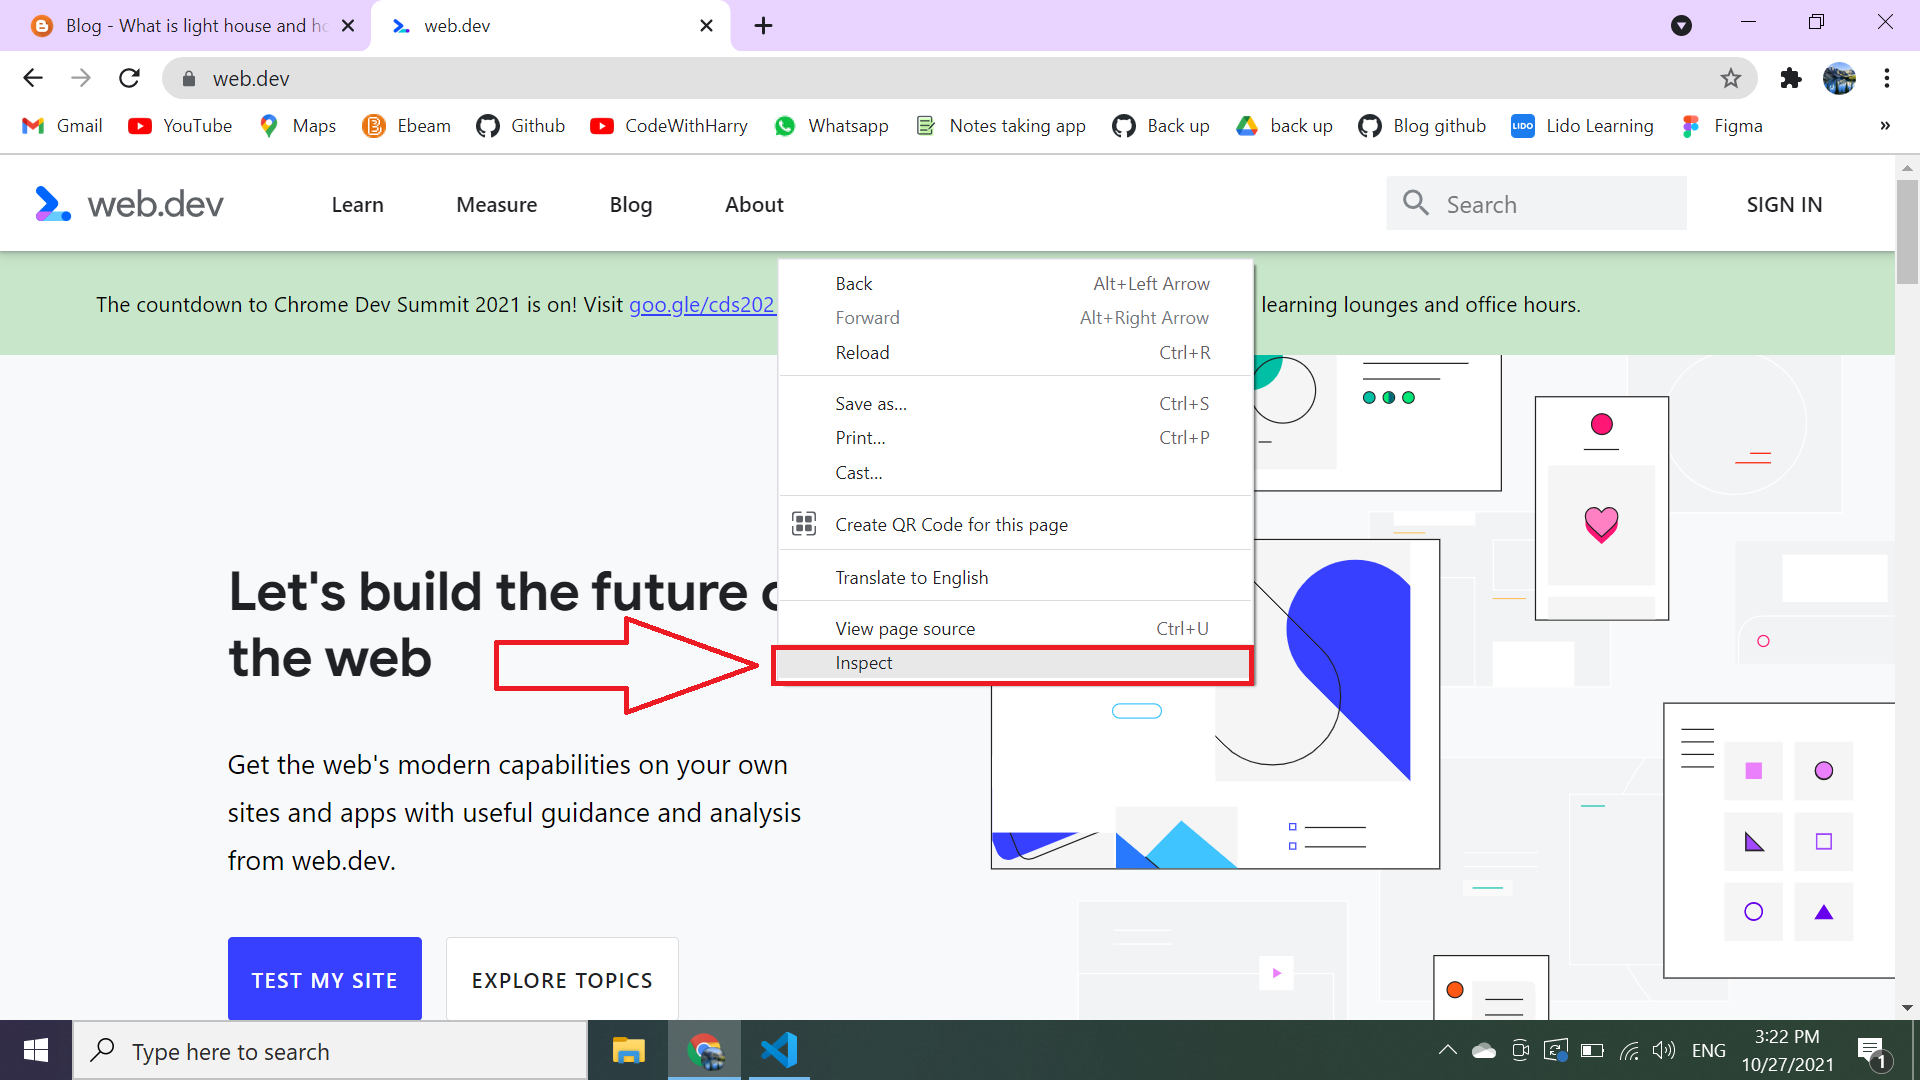 Blog - What is light house and ho
web.dev
web.dev
Gmail
YouTube
Maps
Ebeam
Github
CodeWithHarry
Whatsapp
Notes taking app
Back up
back up
Blog github
LIDO
Lido Learning
Figma
»
web.dev
Learn
Measure
Blog
About
Search
SIGN IN
The countdown to Chrome Dev Summit 2021 is on! Visit goo.gle/cds202
learning lounges and office hours.
Back Alt+Left Arrow
Forward Alt+Right Arrow
Reload Ctrl+R
Save as... Ctrl+S
Print... Ctrl+P
Cast...
Create QR Code for this page
Translate to English
View page source Ctrl+U
Inspect
Let's build the future
the web
Get the web's modern capabilities on your own
sites and apps with useful guidance and analysis
from web.dev.
TEST MY SITE
EXPLORE TOPICS
Type here to search
ENG
3:22 PM
10/27/2021
1